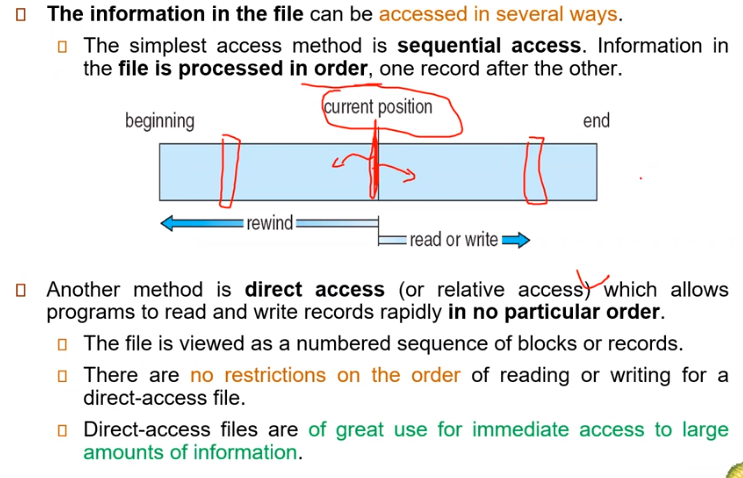 The information in the file can be accessed in several ways.
The simplest access method is sequential access. Information in
the file is processed in order, one record after the other.
current position
beginning
end
rewind
read or write
Another method is direct access (or relative access) which allows
programs to read and write records rapidly in no particular order.
The file is viewed as a numbered sequence of blocks or records.
There are no restrictions on the order of reading or writing for a
direct-access file.
Direct-access files are of great use for immediate access to large
amounts of information.